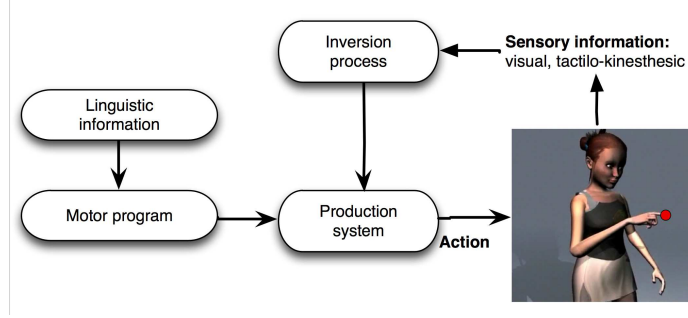 Inversion
process
Sensory information:
visual, tactilo-kinesthesic
Linguistic
information
Motor program
Production
system
Action